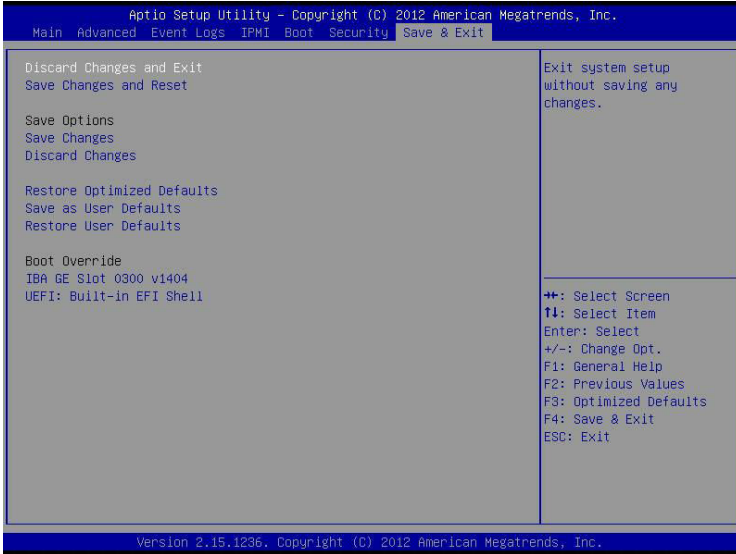 Aptio Setup Utility - Copyright (C) 2012 American Megatrends, Inc.
Main Advanced Event Logs IPMI Boot Security Save & Exit
Discard Changes and Exit
Save Changes and Reset
Save Options
Save Changes
Discard Changes
Restore Optimized Defaults
Save as User Defaults
Restore User Defaults
Boot Override
IBA GE Slot 0300 v1404
UEFI: Built-in EFI Shell
Exit system setup
without saving any
changes.
→←: Select Screen
↑↓: Select Item
Enter: Select
+/-: Change Opt.
F1: General Help
F2: Previous Values
F3: Optimized Defaults
F4: Save & Exit
ESC: Exit
Version 2.15.1236. Copyright (C) 2012 American Megatrends, Inc.